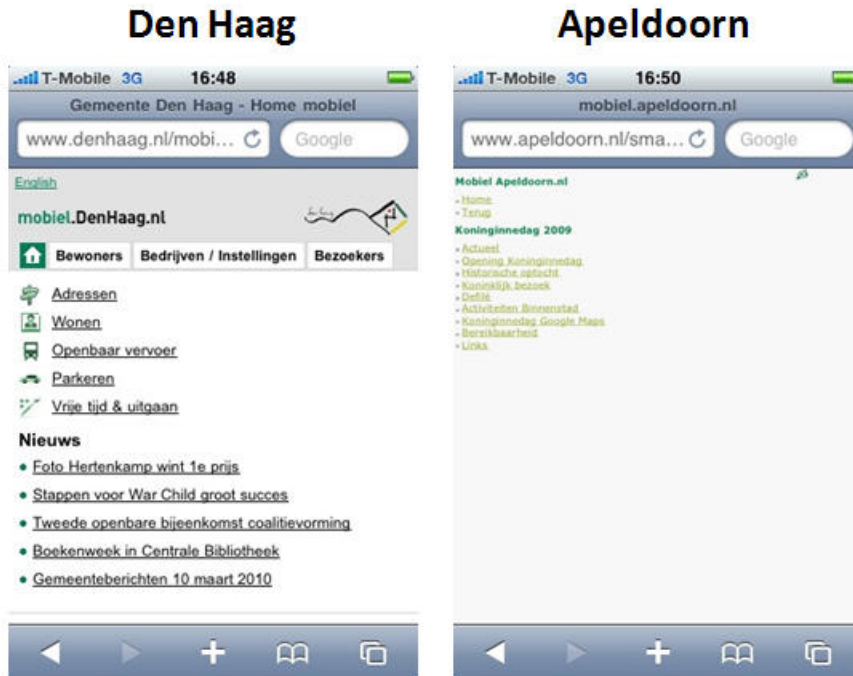 Den Haag
T-Mobile 3G 16:48
Gemeente Den Haag - Home mobiel
www.denhaag.nl/mobi... Google
English
mobiel.DenHaag.nl
Bewoners Bedrijven / Instellingen Bezoekers
Adressen
Wonen
Openbaar vervoer
Parkeren
Vrije tijd & uitgaan
Nieuws
• Foto Hertenkamp wint 1e prijs
• Stappen voor War Child groot succes
• Tweede openbare bijeenkomst coalitievorming
• Boekenweek in Centrale Bibliotheek
• Gemeenteberichten 10 maart 2010
Apeldoorn
T-Mobile 3G 16:50
mobiel.apeldoorn.nl
www.apeldoorn.nl/sma... Google
Mobiel Apeldoorn.nl
Home
Terug
Koninginnedag 2009
Actueel
Opening Koninginnedag
Historische optocht
Koninklijk bezoek
Defilé
Activiteiten Binnenstad
Koninginnedag Google Maps
Bereikbaarheid
Links